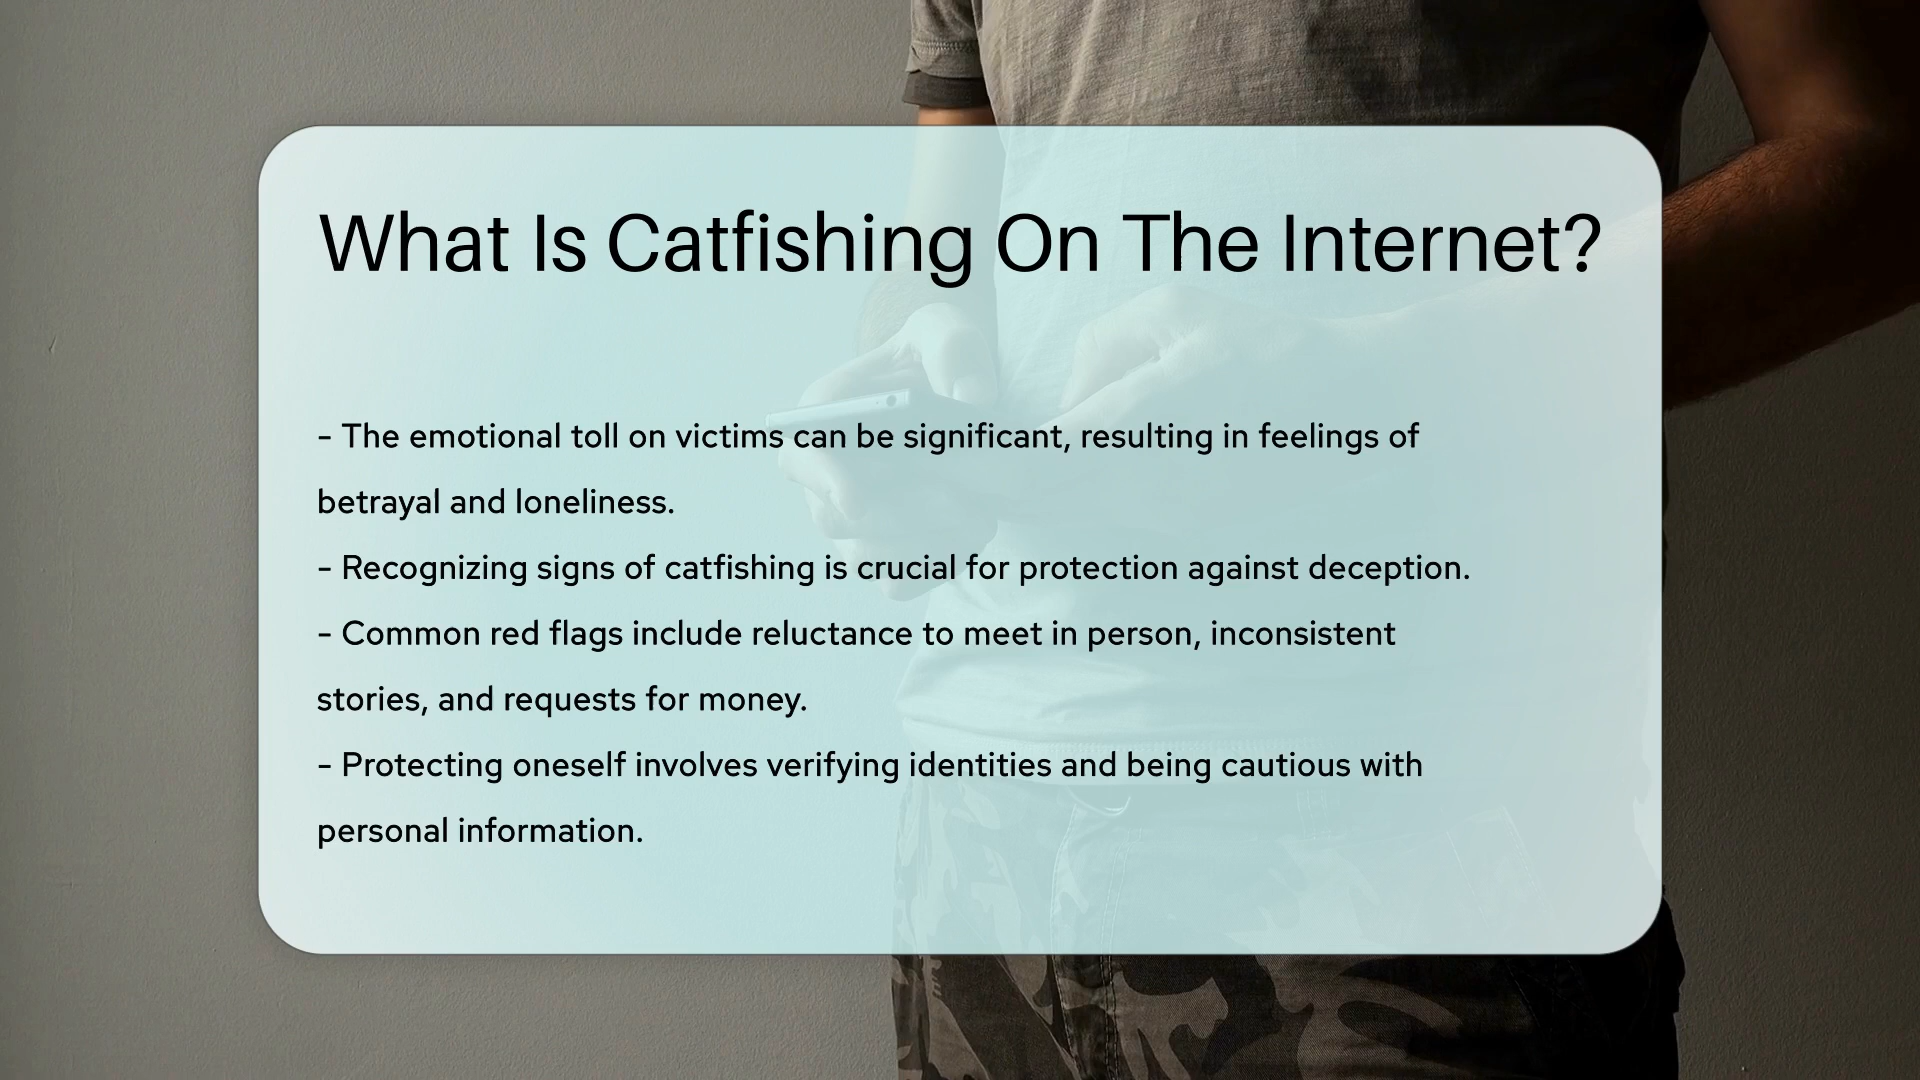 What Is Catfishing On The Internet?
- The emotional toll on victims can be significant, resulting in feelings of
betrayal and loneliness.
- Recognizing signs of catfishing is crucial for protection against deception.
- Common red flags include reluctance to meet in person, inconsistent
stories, and requests for money.
- Protecting oneself involves verifying identities and being cautious with
personal information.